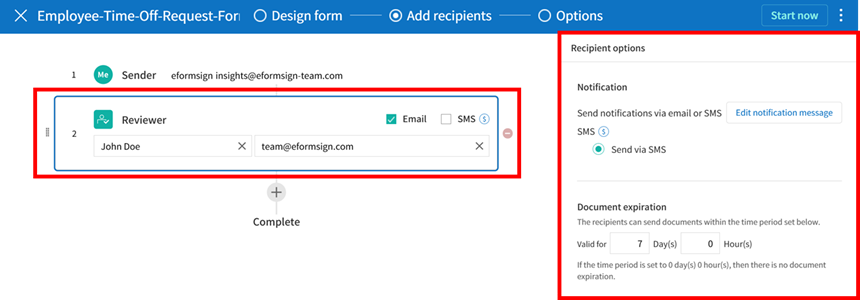 Employee-Time-Off-Request-For
Design form
Add recipients
Options
Start now
1 Me Sender eformsign insights@eformsign-team.com
2 Reviewer Email SMS $
John Doe team@eformsign.com
Complete
Recipient options
Notification
Send notifications via email or SMS Edit notification message
SMS $
Send via SMS
Document expiration
The recipients can send documents within the time period set below.
Valid for 7 Day(s) 0 Hour(s)
If the time period is set to 0 day(s) 0 hour(s), then there is no document
expiration.